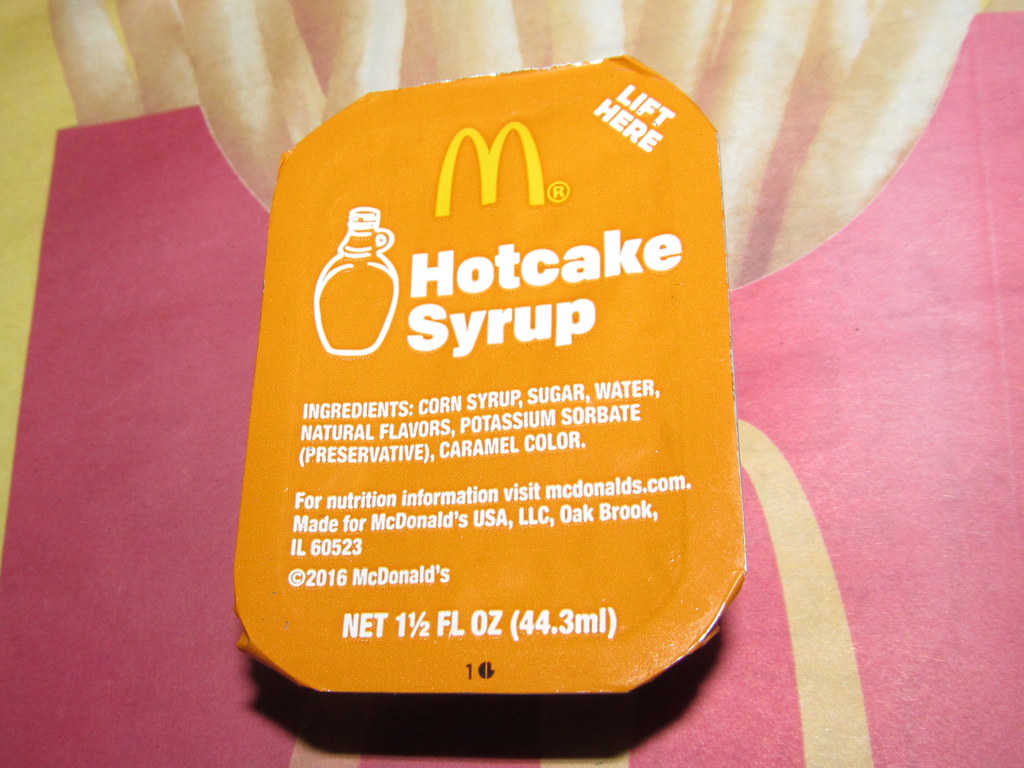 LIFT
HERE
M®
Hotcake
Syrup
INGREDIENTS: CORN SYRUP, SUGAR, WATER,
NATURAL FLAVORS, POTASSIUM SORBATE
(PRESERVATIVE), CARAMEL COLOR.
For nutrition information visit mcdonalds.com.
Made for McDonald's USA, LLC, Oak Brook,
IL 60523
©2016 McDonald's
NET 1½ FL OZ (44.3ml)
1